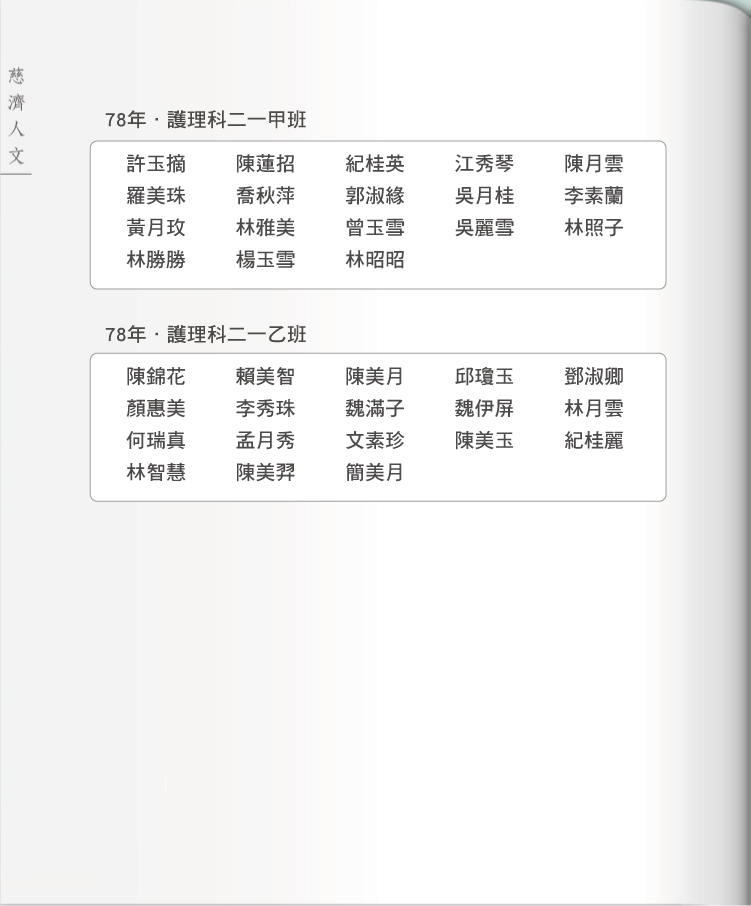 慈濟人文
78年‧護理科二一甲班
許玉摘 陳蓮招 紀桂英 江秀琴 陳月雲
羅美珠 喬秋萍 郭淑緣 吳月桂 李素蘭
黃月玫 林雅美 曾玉雪 吳麗雪 林照子
林勝勝 楊玉雪 林昭昭
78年‧護理科二一乙班
陳錦花 賴美智 陳美月 邱瓊玉 鄧淑卿
顏惠美 李秀珠 魏滿子 魏伊屏 林月雲
何瑞真 孟月秀 文素珍 陳美玉 紀桂麗
林智慧 陳美羿 簡美月